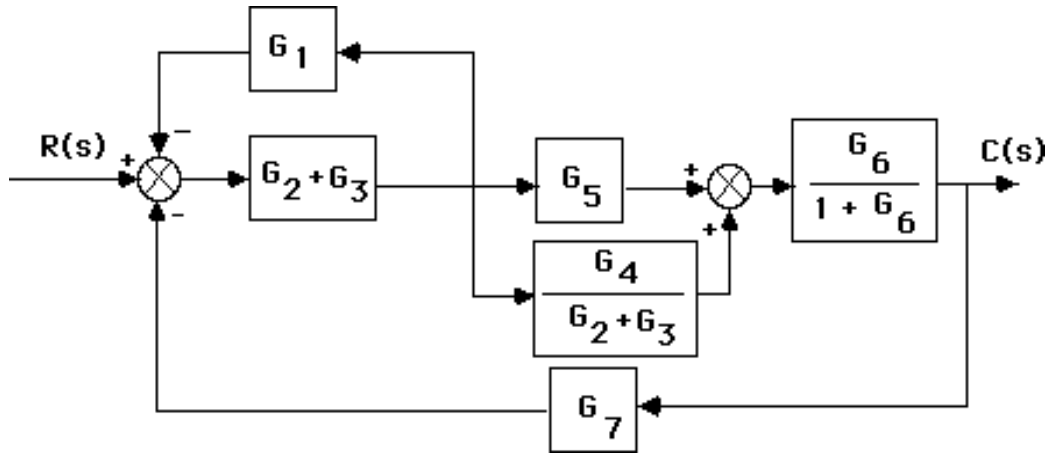 G1
R(s)
+
−
−
G2 + G3
G5
+
+
G6
1 + G6
C(s)
G4
G2 + G3
G7